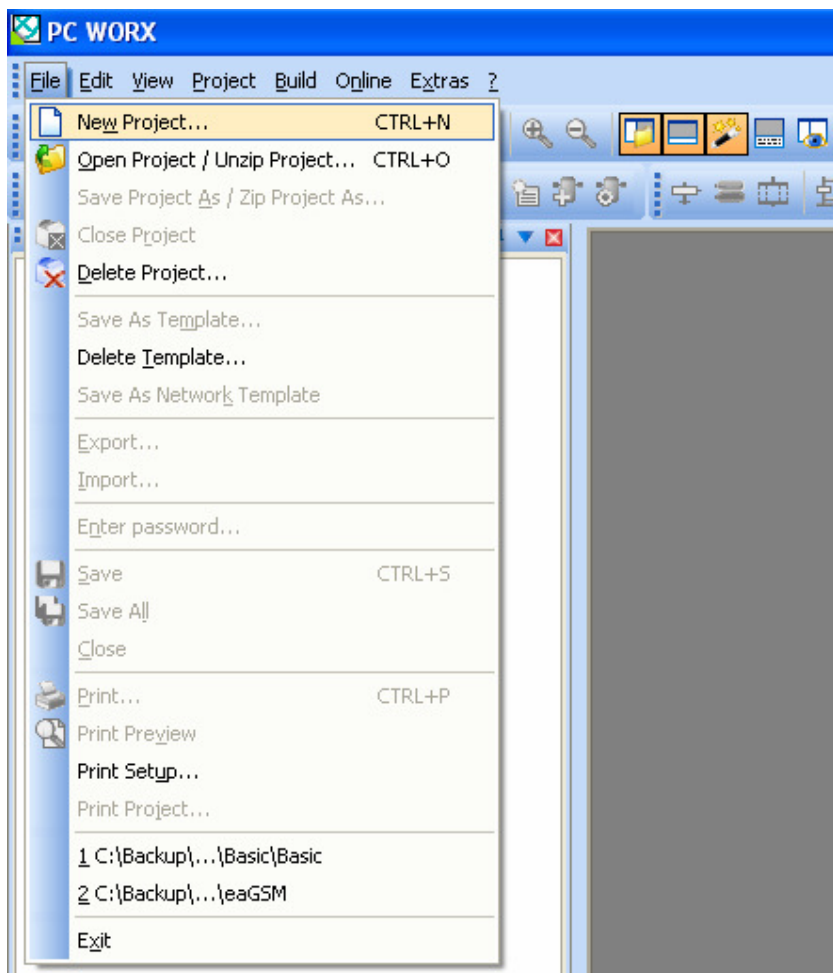 PC WORX
File Edit View Project Build Online Extras ?
New Project... CTRL+N
Open Project / Unzip Project... CTRL+O
Save Project As / Zip Project As...
Close Project
Delete Project...
Save As Template...
Delete Template...
Save As Network Template
Export...
Import...
Enter password...
Save CTRL+S
Save All
Close
Print... CTRL+P
Print Preview
Print Setup...
Print Project...
1 C:\Backup\...\Basic\Basic
2 C:\Backup\...\eaGSM
Exit